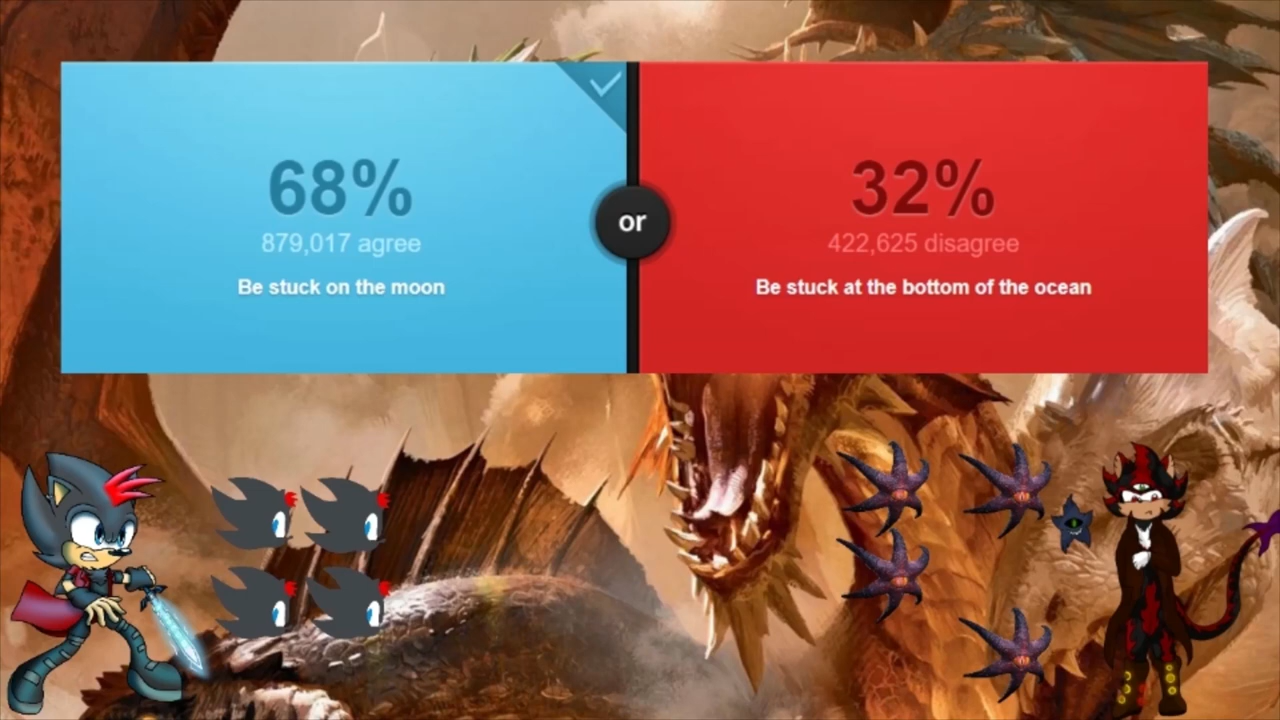 68%
879,017 agree
Be stuck on the moon
or
32%
422,625 disagree
Be stuck at the bottom of the ocean